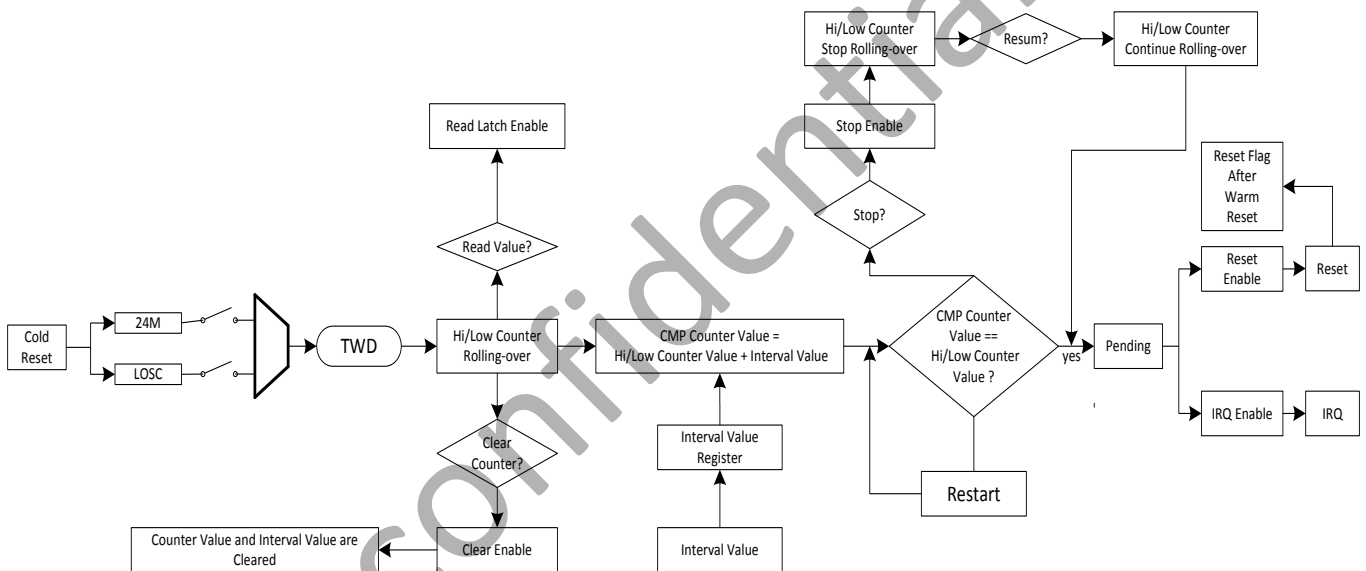 Hi/Low Counter
Stop Rolling-over
Resum?
Hi/Low Counter
Continue Rolling-over
Read Latch Enable
Stop Enable
Reset Flag
After
Warm
Reset
Stop?
Read Value?
Reset
Enable
Reset
Cold
Reset
24M
LOSC
TWD
Hi/Low Counter
Rolling-over
CMP Counter Value =
Hi/Low Counter Value + Interval Value
CMP Counter
Value ==
Hi/Low Counter
Value ?
yes
Pending
IRQ Enable
IRQ
Clear
Counter?
Interval Value
Register
Restart
Counter Value and Interval Value are
Cleared
Clear Enable
Interval Value
confidential